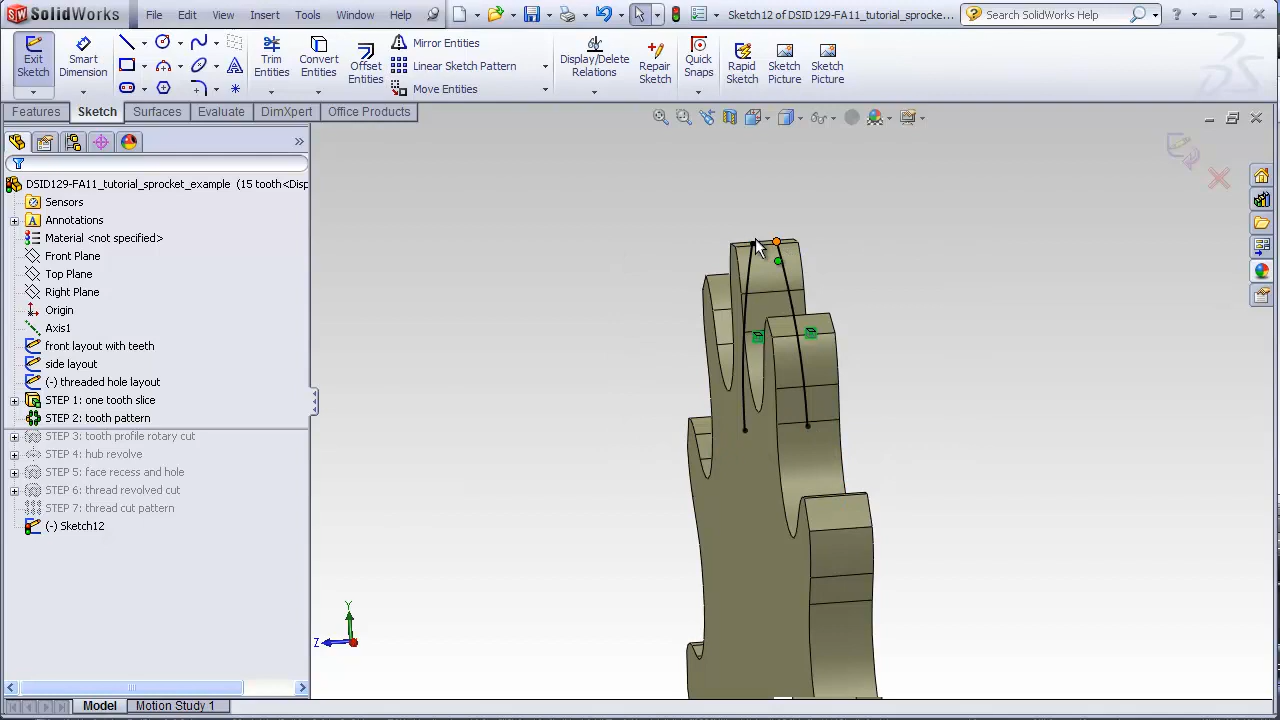 SolidWorks File Edit View Insert Tools Window Help Sketch12 of DSID129-FA11_tutorial_sprocke... Search SolidWorks Help
Exit Sketch
Smart Dimension
Trim Entities
Convert Entities
Offset Entities
Mirror Entities
Linear Sketch Pattern
Move Entities
Display/Delete Relations
Repair Sketch
Quick Snaps
Rapid Sketch
Sketch Picture
Sketch Picture
Features Sketch Surfaces Evaluate DimXpert Office Products
DSID129-FA11_tutorial_sprocket_example (15 tooth<Disp
Sensors
Annotations
Material <not specified>
Front Plane
Top Plane
Right Plane
Origin
Axis1
front layout with teeth
side layout
(-) threaded hole layout
STEP 1: one tooth slice
STEP 2: tooth pattern
STEP 3: tooth profile rotary cut
STEP 4: hub revolve
STEP 5: face recess and hole
STEP 6: thread revolved cut
STEP 7: thread cut pattern
(-) Sketch12
Y
Z
Model Motion Study 1